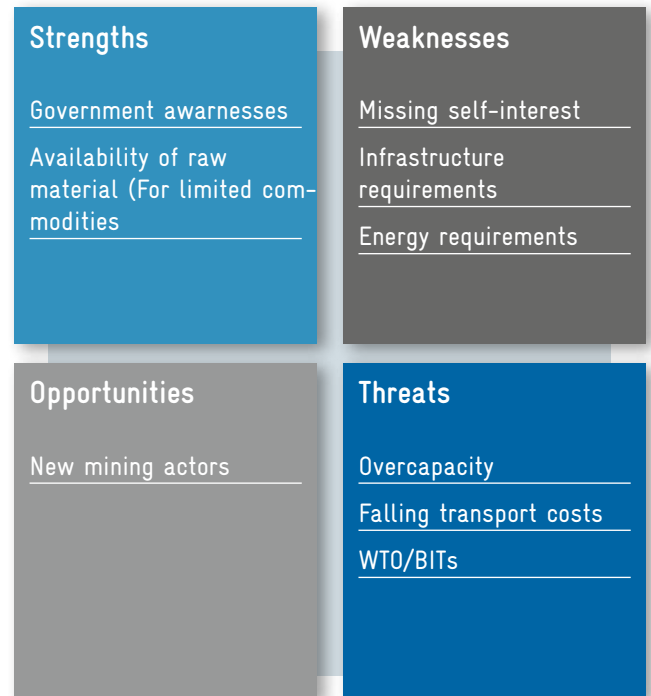 Strengths
Government awarnesses
Availability of raw
material (For limited com-
modities
Weaknesses
Missing self-interest
Infrastructure
requirements
Energy requirements
Opportunities
New mining actors
Threats
Overcapacity
Falling transport costs
WTO/BITs